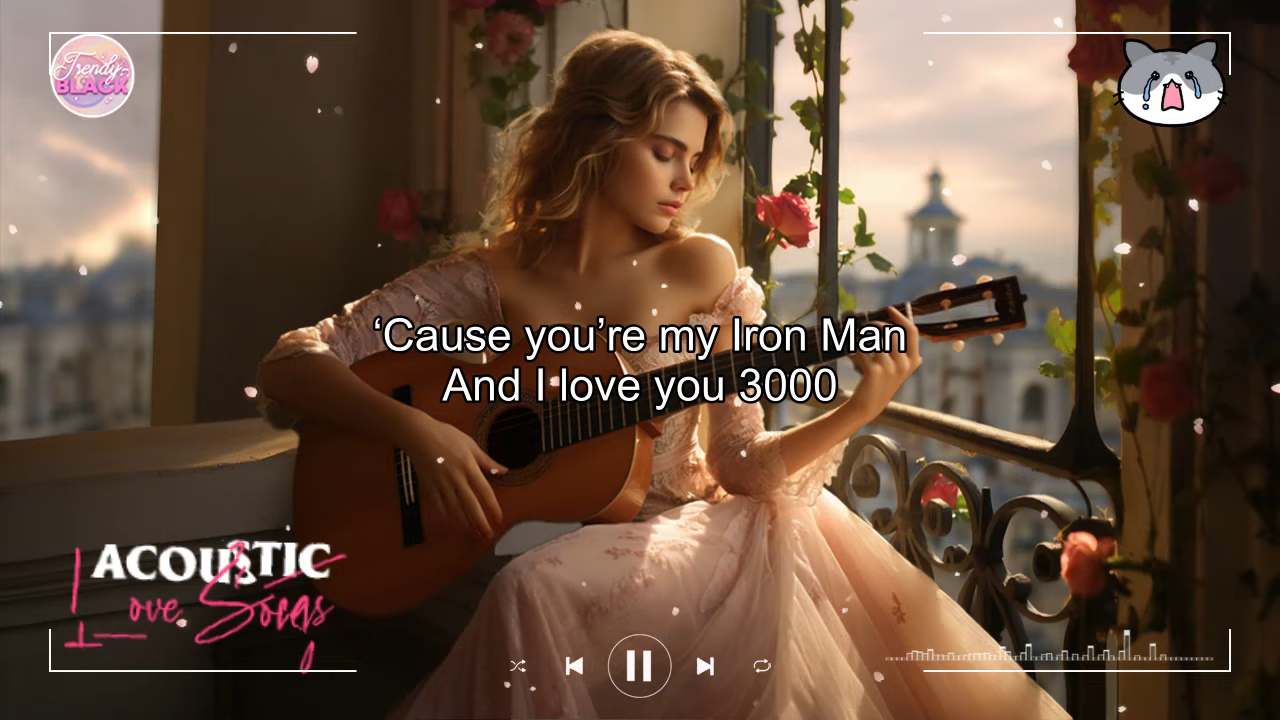 Trendy
BLACK
‘Cause you’re my Iron Man
And I love you 3000
ACOUSTIC
Love Songs